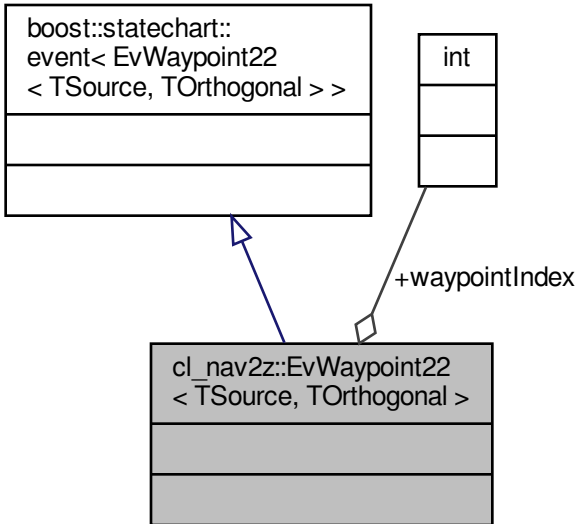 boost::statechart::
event< EvWaypoint22
< TSource, TOrthogonal > >
int
+waypointIndex
cl_nav2z::EvWaypoint22
< TSource, TOrthogonal >